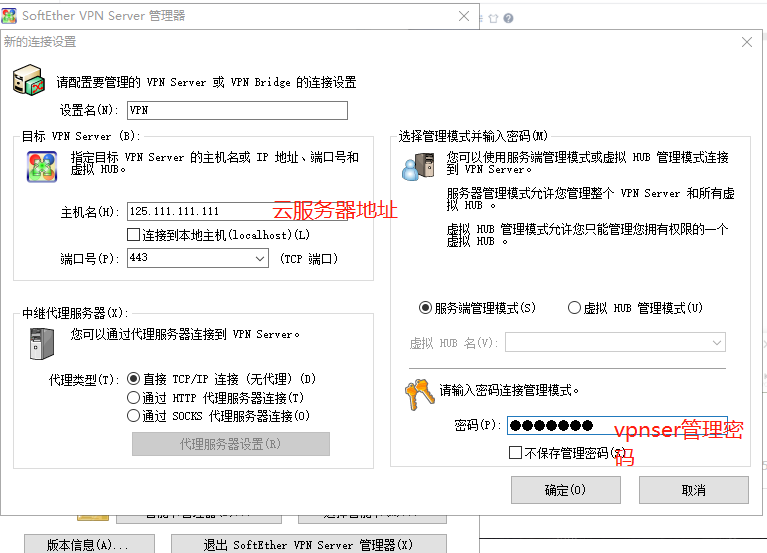 SoftEther VPN Server 管理器
新的连接设置
请配置要管理的 VPN Server 或 VPN Bridge 的连接设置
设置名(N):
VPN
目标 VPN Server (B):
指定目标 VPN Server 的主机名或 IP 地址、端口号和
虚拟 HUB。
主机名(H):
125.111.111.111
云服务器地址
连接到本地主机(localhost)(L)
端口号(P):
443
(TCP 端口)
中继代理服务器(X):
您可以通过代理服务器连接到 VPN Server。
代理类型(T):
直接 TCP/IP 连接 (无代理) (D)
通过 HTTP 代理服务器连接(T)
通过 SOCKS 代理服务器连接(O)
代理服务器设置(R)
选择管理模式并输入密码(M)
您可以使用服务端管理模式或虚拟 HUB 管理模式连接
到 VPN Server。
服务器管理模式允许您管理整个 VPN Server 和所有虚
拟 HUB 。
虚拟 HUB 管理模式允许您只能管理您拥有权限的一个
虚拟 HUB 。
服务端管理模式(S)
虚拟 HUB 管理模式(U)
虚拟 HUB 名(V):
请输入密码连接管理模式。
密码(P):
●●●●●●●
vpnser管理密
码
不保存管理密码(S)
确定(O)
取消
版本信息(A)...
退出 SoftEther VPN Server 管理器(X)